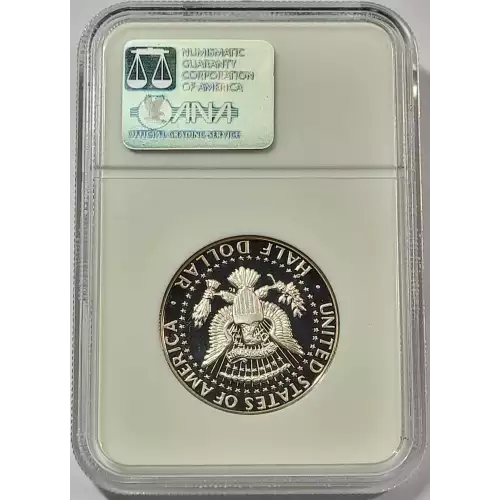 NUMISMATIC
GUARANTY
CORPORATION
OF AMERICA
ANA
OFFICIAL GRADING SERVICE
UNITED STATES OF AMERICA
· HALF DOLLAR ·